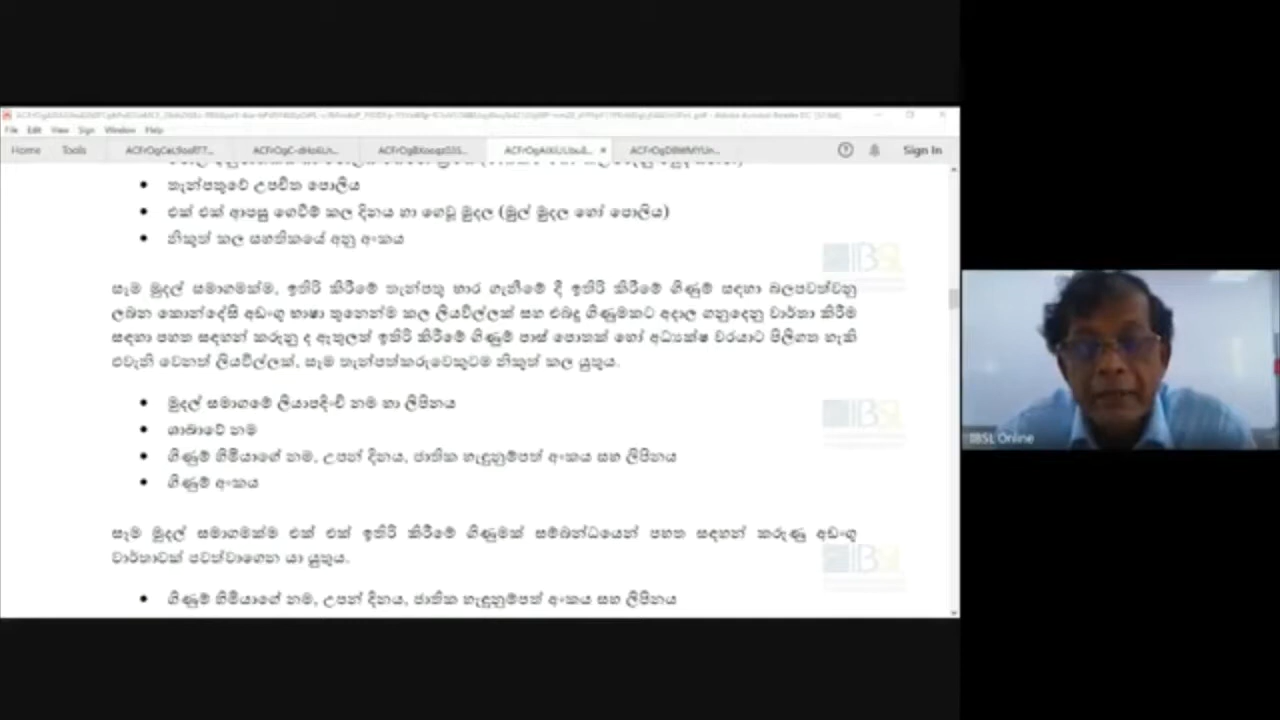 File Edit View Sign Window Help
Home Tools Sign In
තැන්පතුවේ උපචිත පොලිය
එක් එක් ආපසු ගෙවීම් කල දිනය හා ගෙවූ මුදල (මුල් මුදල හෝ පොලිය)
නිකුත් කල සහතිකයේ අනු අංකය
සෑම මුදල් සමාගමක්ම, ඉතිරි කිරීමේ තැන්පතු භාර ගැනීමේ දී ඉතිරි කිරීමේ ගිණුම් සඳහා බලපවත්වනු
ලබන කොන්දේසි අඩංගු භාෂා තුනෙන්ම කල ලියවිල්ලක් සහ එබඳු ගිණුමකට අදාල ගනුදෙනු වාර්තා කිරීම
සඳහා පහත සඳහන් කරුනු ද ඇතුලත් ඉතිරි කිරීමේ ගිණුම් පාස් පොතක් හෝ අධ්‍යක්ෂ වරයාට පිලිගත හැකි
එවැනි වෙනත් ලියවිල්ලක්, සෑම තැන්පත්කරුවෙකුටම නිකුත් කල යුතුය.
මුදල් සමාගමේ ලියාපදිංචි නම හා ලිපිනය
ශාඛාවේ නම
ගිණුම් හිමියාගේ නම, උපන් දිනය, ජාතික හැඳුනුම්පත් අංකය සහ ලිපිනය
ගිණුම් අංකය
සෑම මුදල් සමාගමක්ම එක් එක් ඉතිරි කිරීමේ ගිණුමක් සම්බන්ධයෙන් පහත සඳහන් කරුණු අඩංගු
වාර්තාවක් පවත්වාගෙන යා යුතුය.
ගිණුම් හිමියාගේ නම, උපන් දිනය, ජාතික හැඳුනුම්පත් අංකය සහ ලිපිනය
IBSL
IBSL
IBSL
IBSL Online